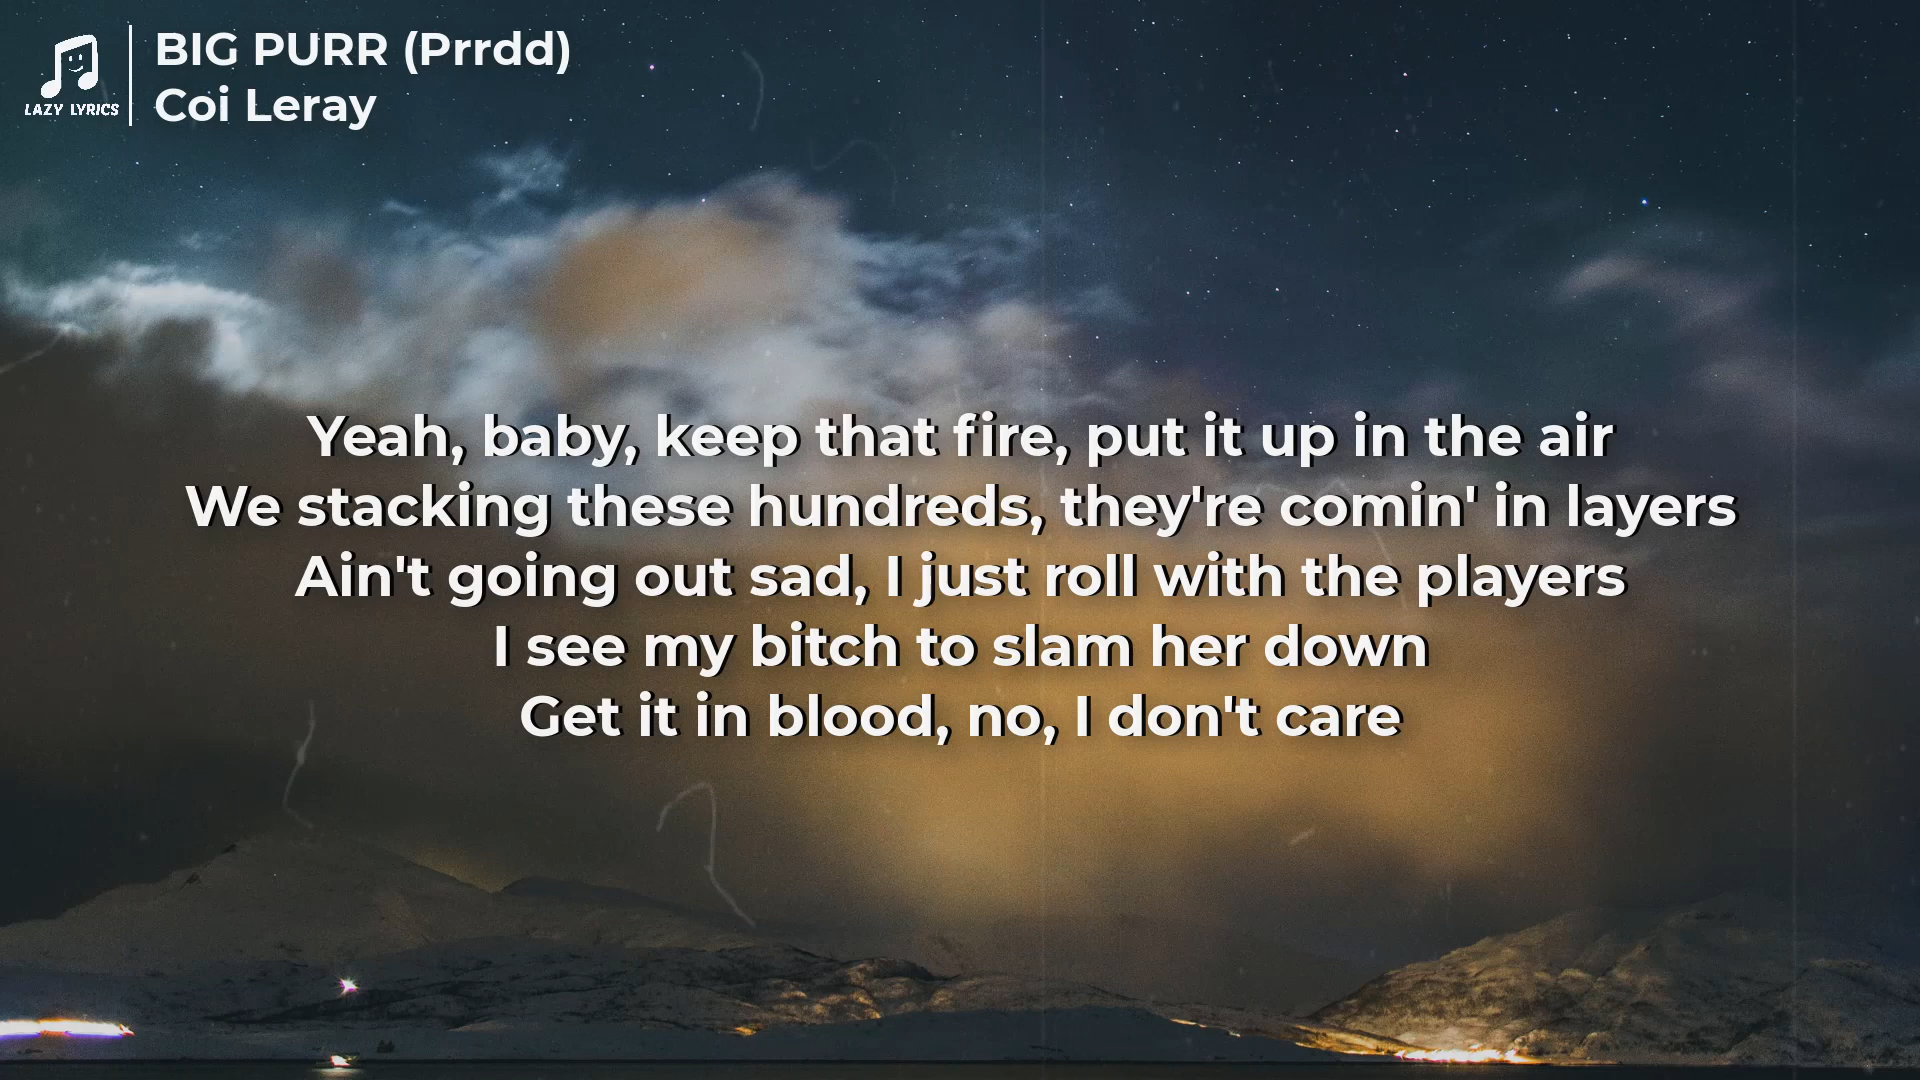 BIG PURR (Prrdd)
Coi Leray
LAZY LYRICS
Yeah, baby, keep that fire, put it up in the air
We stacking these hundreds, they're comin' in layers
Ain't going out sad, I just roll with the players
I see my bitch to slam her down
Get it in blood, no, I don't care